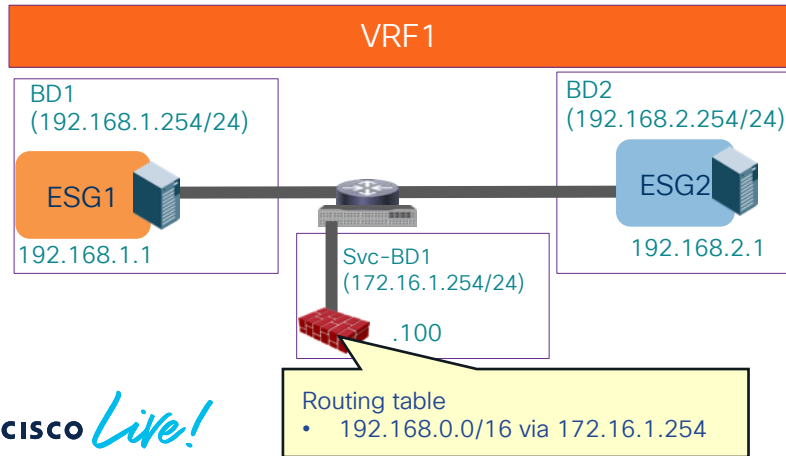 VRF1
BD1
(192.168.1.254/24)
BD2
(192.168.2.254/24)
ESG1
ESG2
192.168.1.1
192.168.2.1
Svc-BD1
(172.16.1.254/24)
.100
Routing table
• 192.168.0.0/16 via 172.16.1.254
CISCO Live!